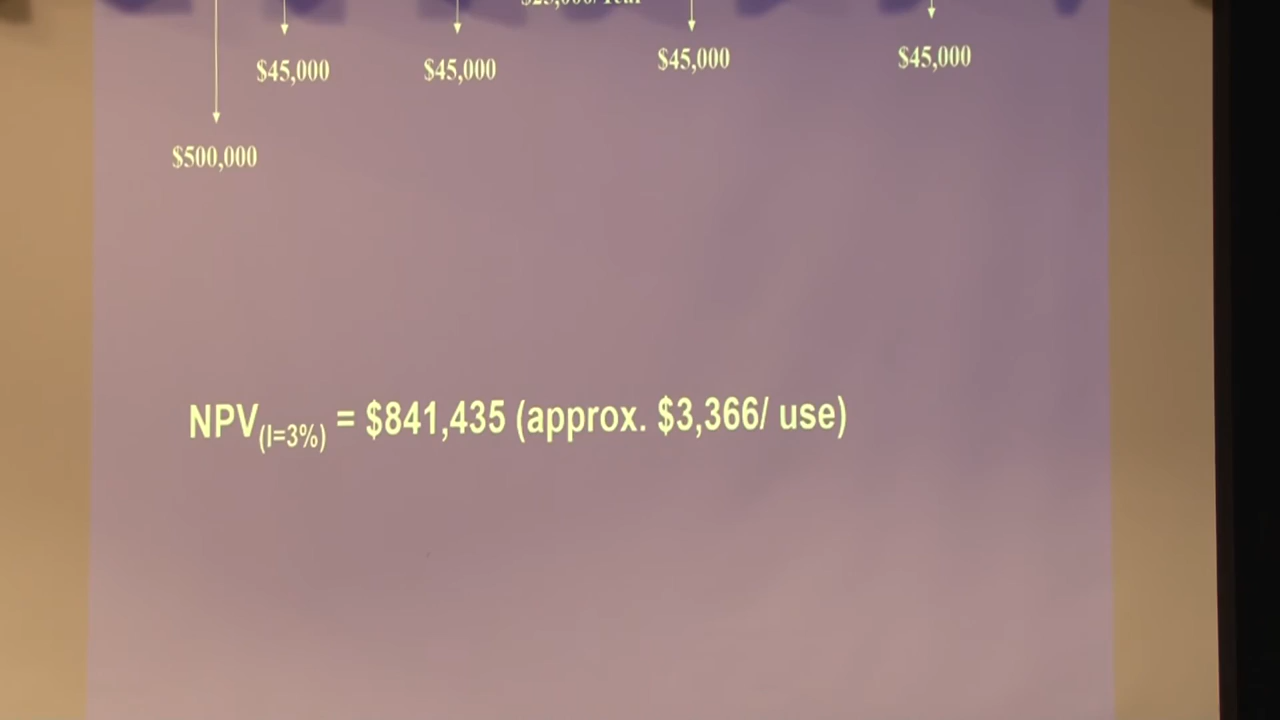 $45,000 $45,000 $45,000 $45,000
$500,000
NPV(I=3%) = $841,435 (approx. $3,366/ use)